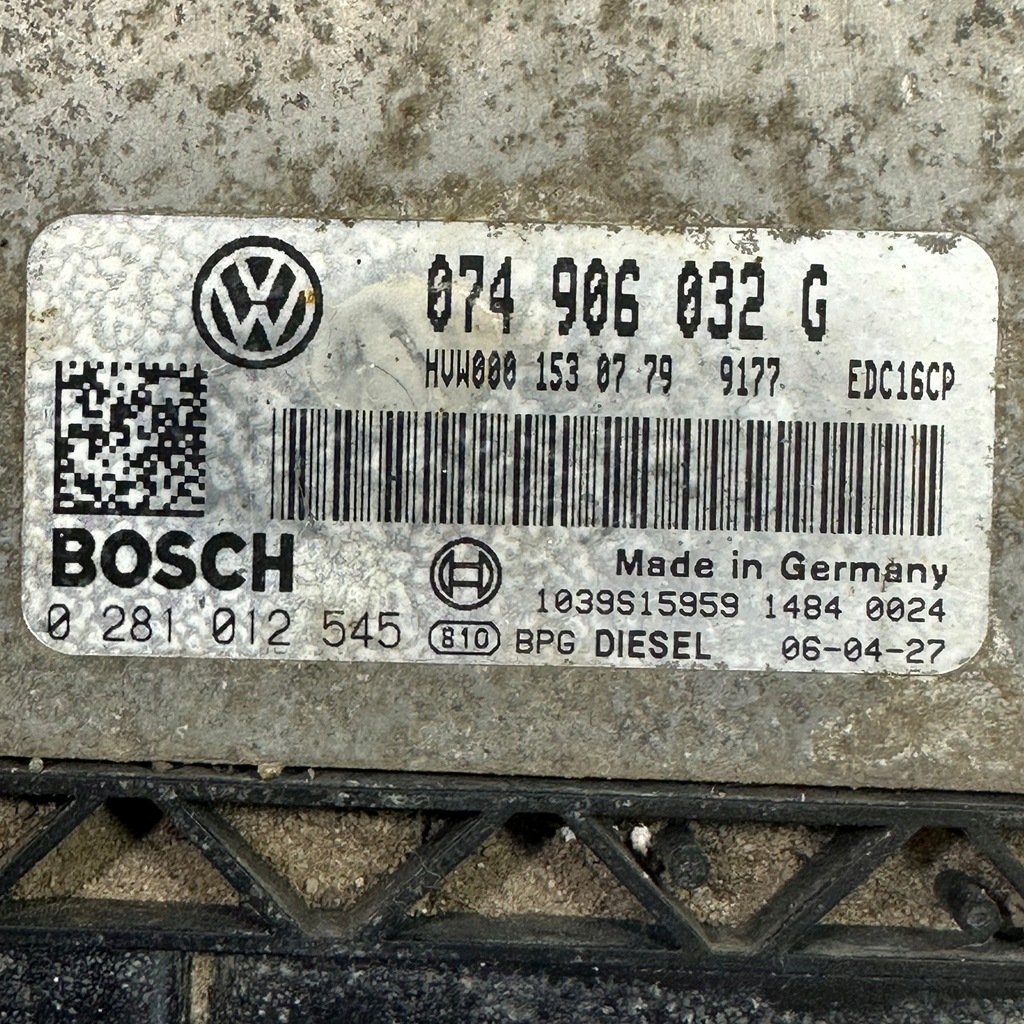 074 906 032 G
HVW000 153 07 79 9177 EDC16CP
BOSCH
Made in Germany
1039S15959 1484 0024
0 281 012 545 810 BPG DIESEL 06-04-27